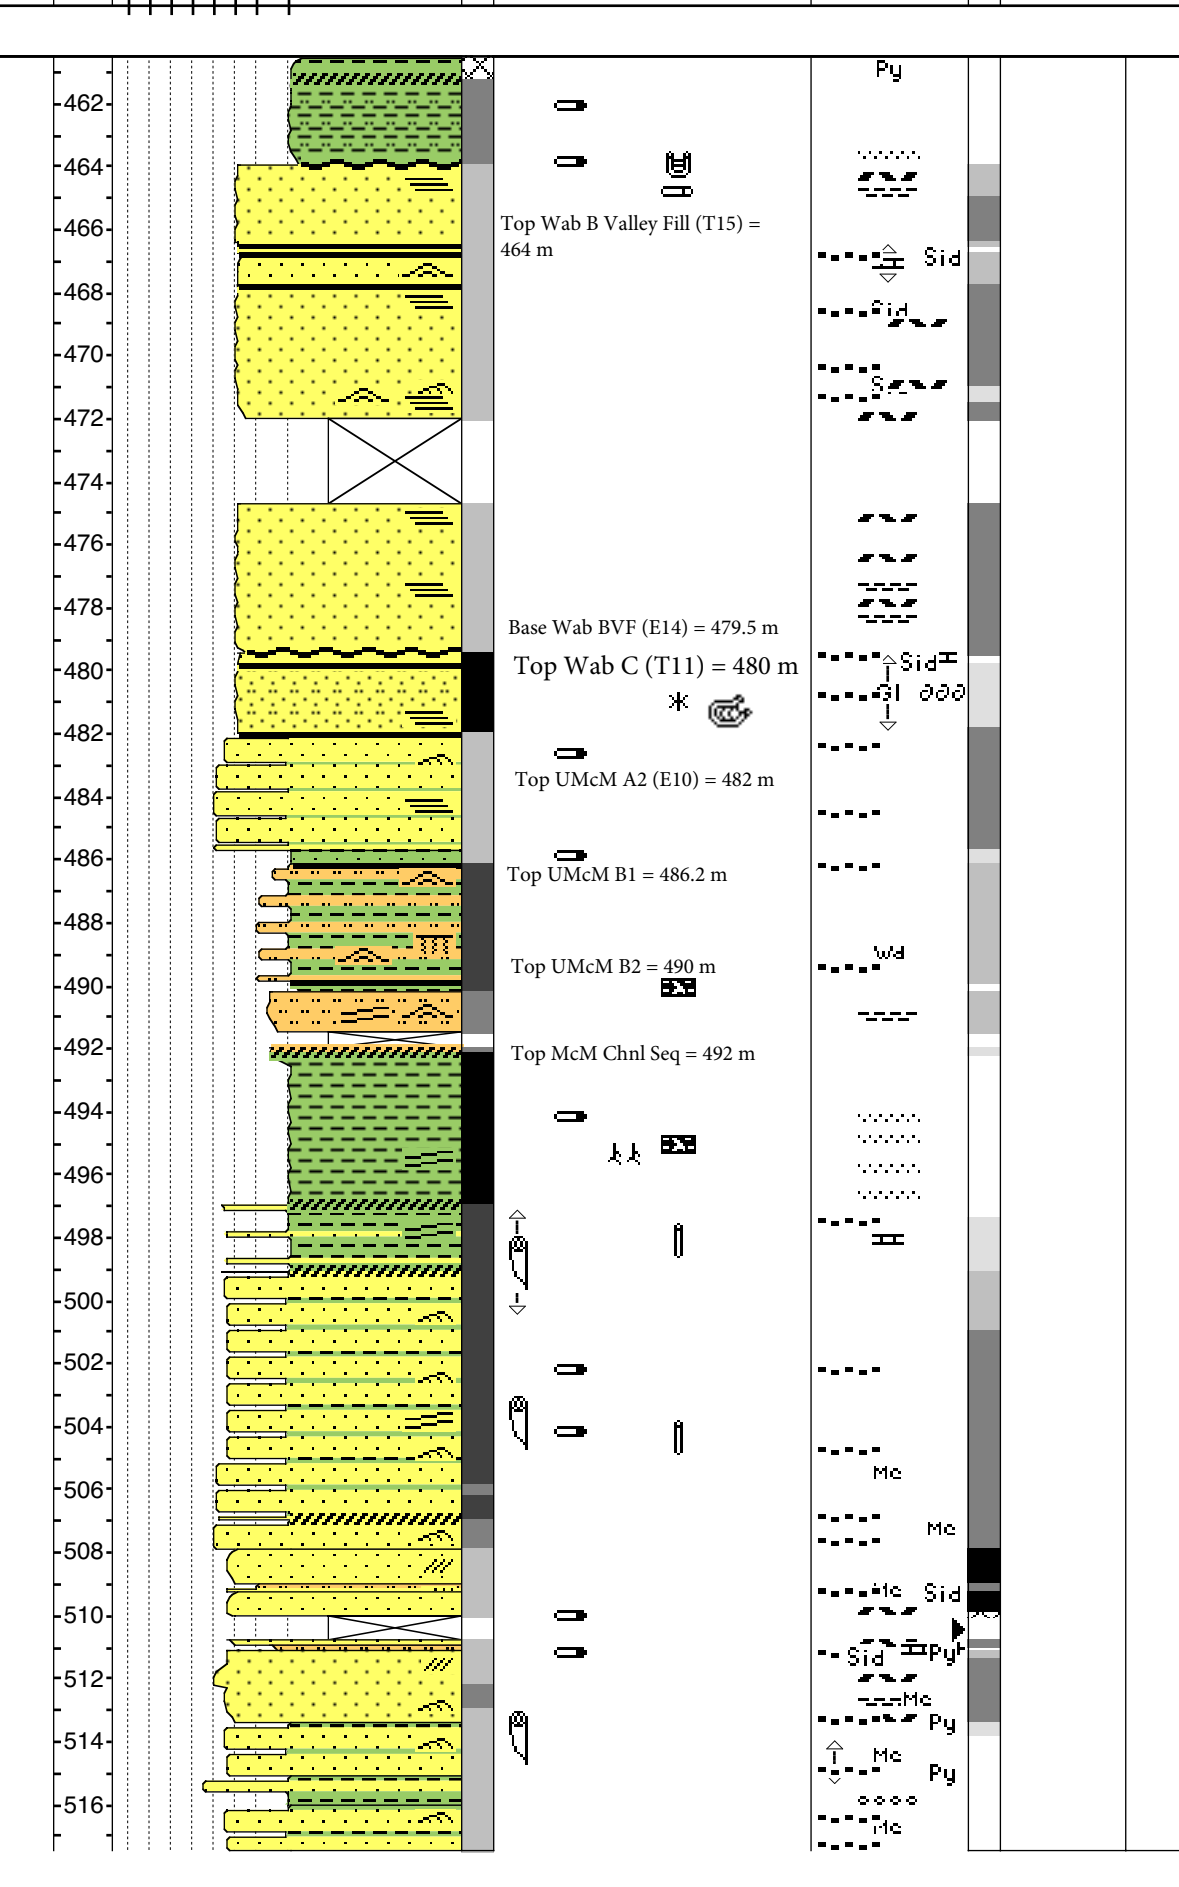 Py
462
464
Top Wab B Valley Fill (T15) =
464 m
466
Sid
468
Sid
470
472
474
476
478
Base Wab BVF (E14) = 479.5 m
Top Wab C (T11) = 480 m
Sid
480
Gl
482
Top UMcM A2 (E10) = 482 m
484
486
Top UMcM B1 = 486.2 m
488
Wd
Top UMcM B2 = 490 m
490
492
Top McM Chnl Seq = 492 m
494
496
498
500
502
504
506
Mc
Mc
508
Mc Sid
510
Sid Py
512
Mc
Py
514
Mc
Py
516
Mc